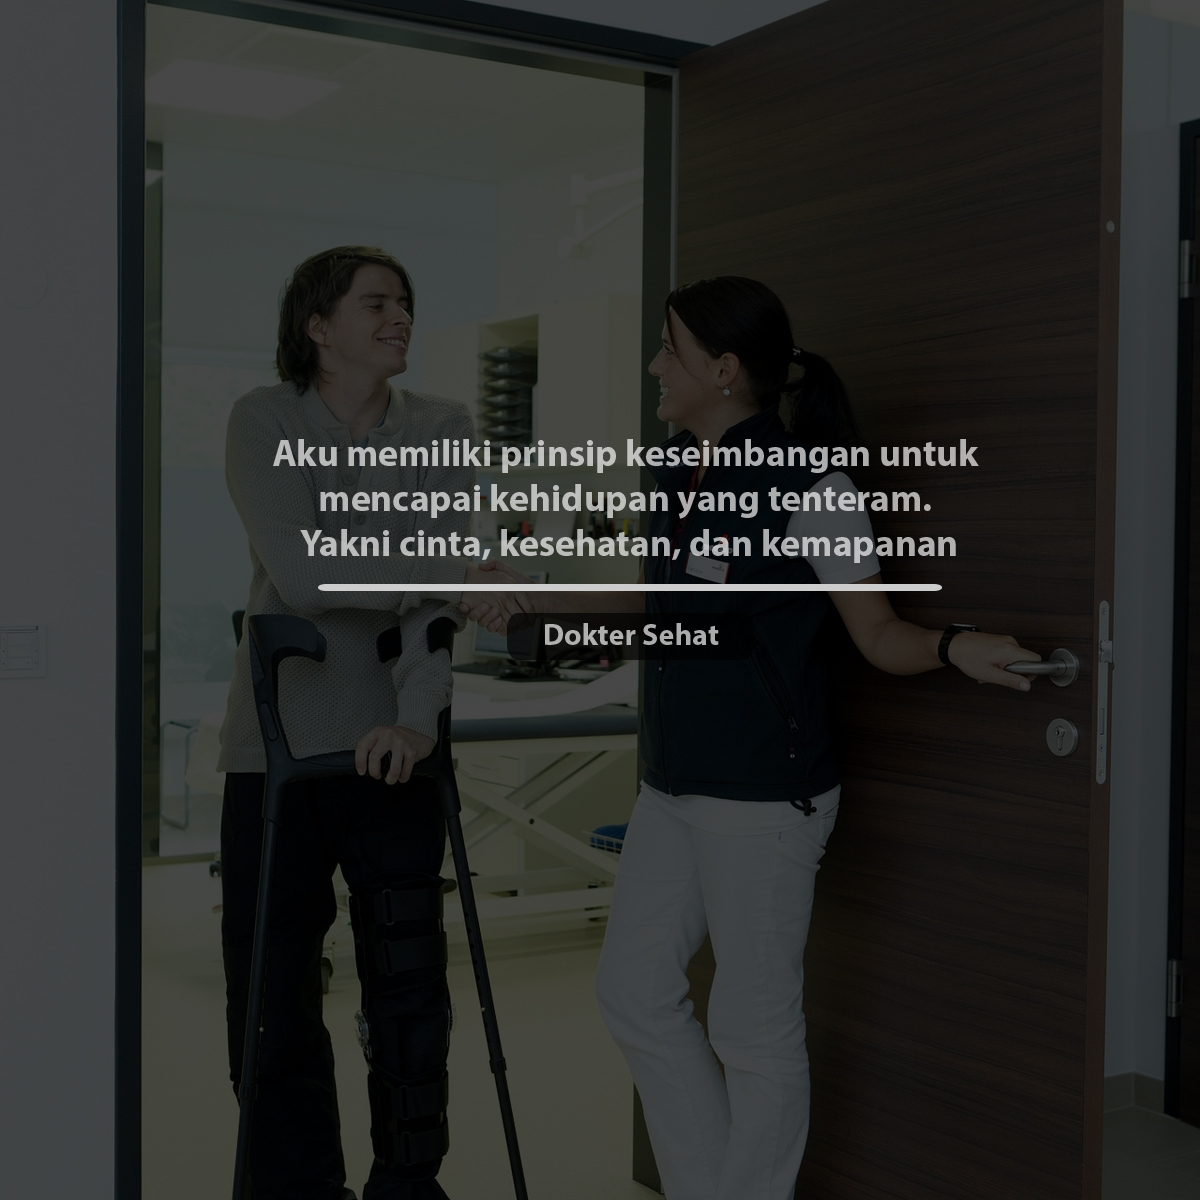 Aku memiliki prinsip keseimbangan untuk
mencapai kehidupan yang tenteram.
Yakni cinta, kesehatan, dan kemapanan
Dokter Sehat